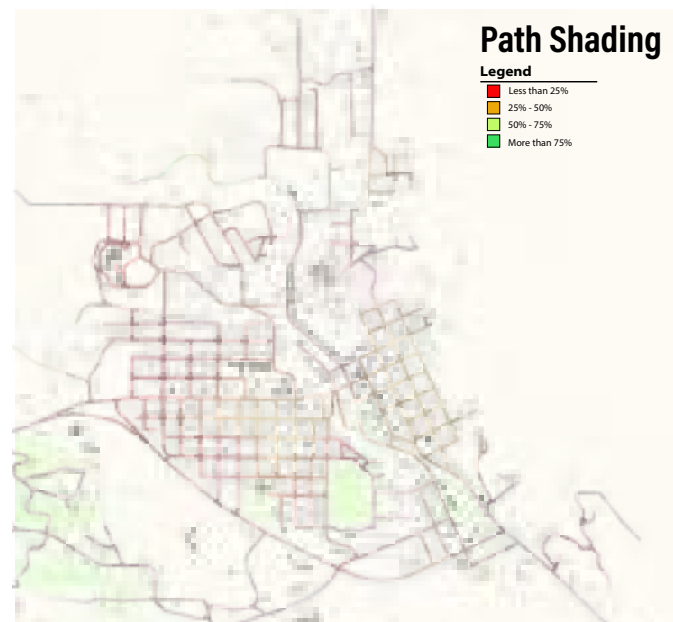 Path Shading
Legend
Less than 25%
25% - 50%
50% - 75%
More than 75%